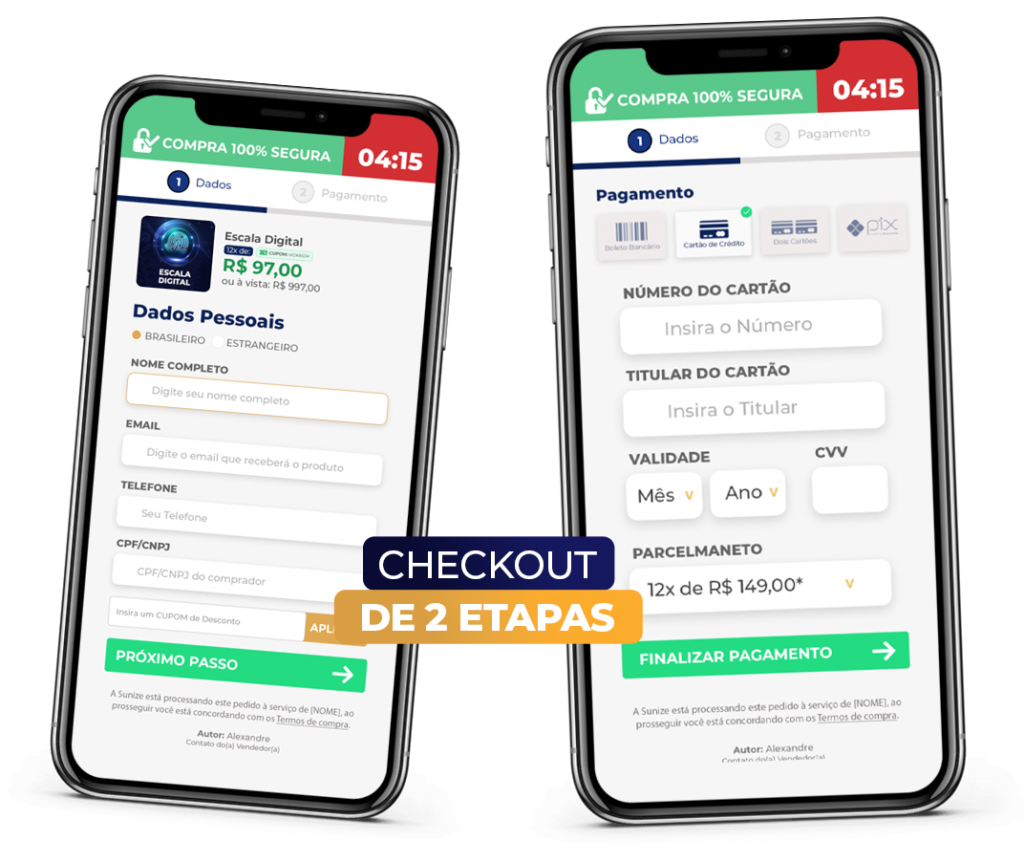 COMPRA 100% SEGURA
04:15
1 Dados
2 Pagamento
ESCALA
DIGITAL
Escala Digital
12x de:
CUPOM:
R$ 97,00
ou à vista: R$ 997,00
Dados Pessoais
BRASILEIRO ESTRANGEIRO
NOME COMPLETO
Digite seu nome completo
EMAIL
Digite o email que receberá o produto
TELEFONE
Seu Telefone
CPF/CNPJ
CPF/CNPJ do comprador
Insira um CUPOM de Desconto
APL
PRÓXIMO PASSO
A Sunize está processando este pedido à serviço de [NOME], ao
prosseguir você está concordando com os Termos de compra.
Autor: Alexandre
Contato do(a) Vendedor(a)
CHECKOUT
DE 2 ETAPAS
COMPRA 100% SEGURA
04:15
1 Dados
2 Pagamento
Pagamento
Boleto Bancário
Cartão de Crédito
Dois Cartões
pix
NÚMERO DO CARTÃO
Insira o Número
TITULAR DO CARTÃO
Insira o Titular
VALIDADE
CVV
Mês
Ano
PARCELMANETO
12x de R$ 149,00*
FINALIZAR PAGAMENTO
A Sunize está processando este pedido à serviço de [NOME], ao
prosseguir você está concordando com os Termos de compra.
Autor: Alexandre
Contato do(a) Vendedor(a)